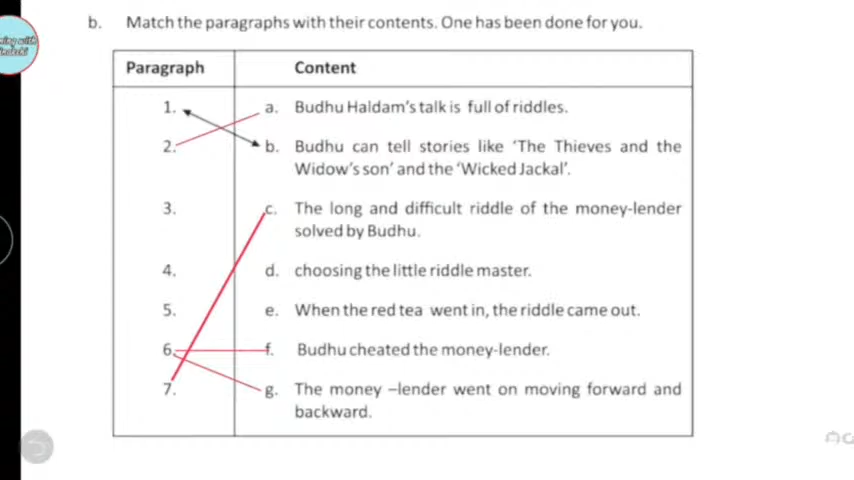 b. Match the paragraphs with their contents. One has been done for you.
Paragraph Content
1. a. Budhu Haldam's talk is full of riddles.
2. b. Budhu can tell stories like 'The Thieves and the
Widow's son' and the 'Wicked Jackal'.
3. c. The long and difficult riddle of the money-lender
solved by Budhu.
4. d. choosing the little riddle master.
5. e. When the red tea went in, the riddle came out.
6. f. Budhu cheated the money-lender.
7. g. The money –lender went on moving forward and
backward.